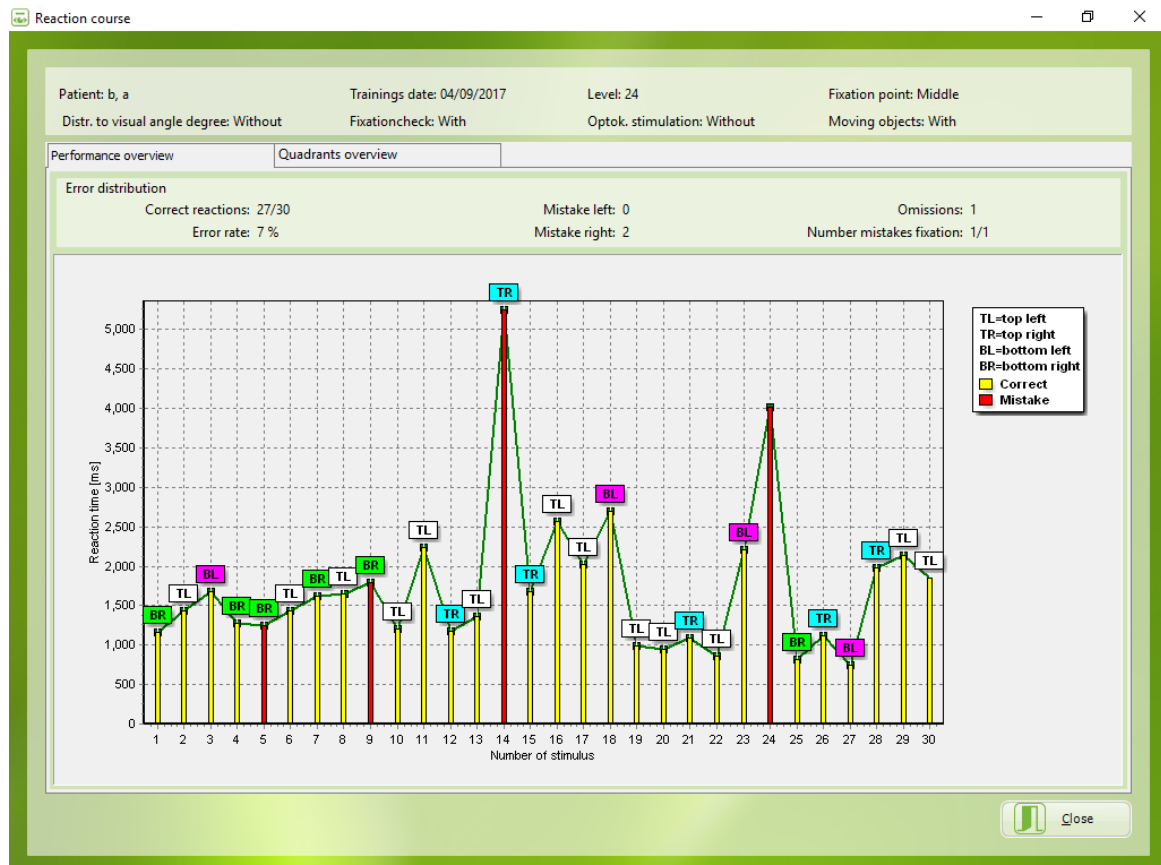 Reaction course
Patient: b, a
Trainings date: 04/09/2017
Level: 24
Fixation point: Middle
Distr. to visual angle degree: Without
Fixationcheck: With
Optok. stimulation: Without
Moving objects: With
Performance overview
Quadrants overview
Error distribution
Correct reactions: 27/30
Mistake left: 0
Omissions: 1
Error rate: 7 %
Mistake right: 2
Number mistakes fixation: 1/1
TL=top left
TR=top right
BL=bottom left
BR=bottom right
Correct
Mistake
Reaction time [ms]
5,000
4,500
4,000
3,500
3,000
2,500
2,000
1,500
1,000
500
0
BR
TL
BL
BR
BR
TL
BR
TL
BR
TL
TL
TR
TL
TR
TR
TL
TL
BL
TL
TL
TR
TL
BL
BR
TR
BL
TR
TL
TL
1 2 3 4 5 6 7 8 9 10 11 12 13 14 15 16 17 18 19 20 21 22 23 24 25 26 27 28 29 30
Number of stimulus
Close